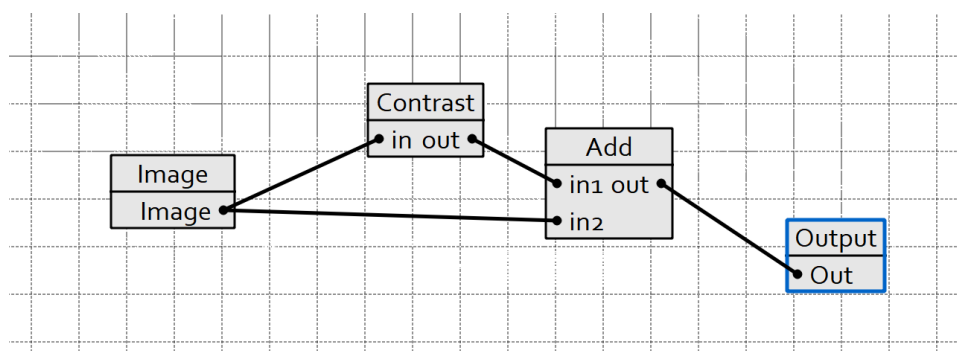 Image
Image
Contrast
in out
Add
in1 out
in2
Output
Out